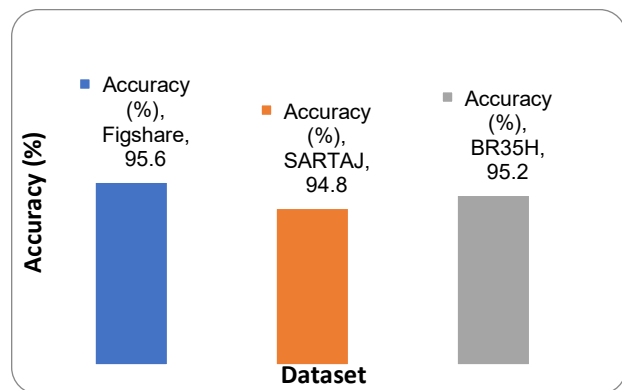 Accuracy (%)
Accuracy
(%),
Figshare,
95.6
Accuracy
(%),
SARTAJ,
94.8
Accuracy
(%),
BR35H,
95.2
Dataset